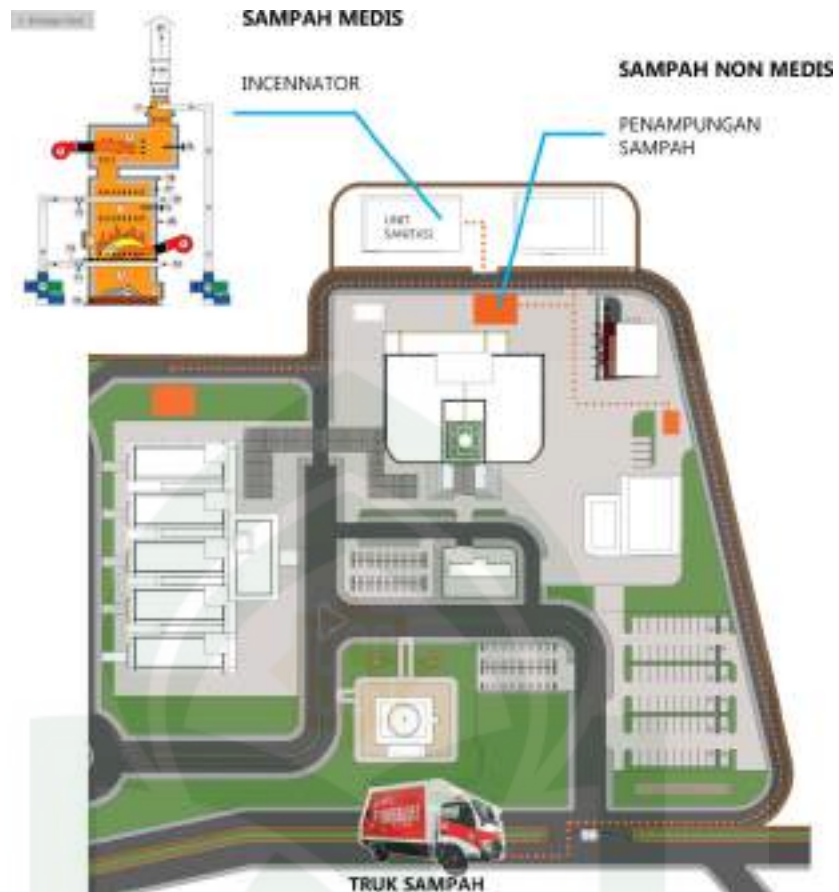 SAMPAH MEDIS
INCENNATOR
SAMPAH NON MEDIS
PENAMPUNGAN
SAMPAH
UNIT
SANITASI
TRUK SAMPAH